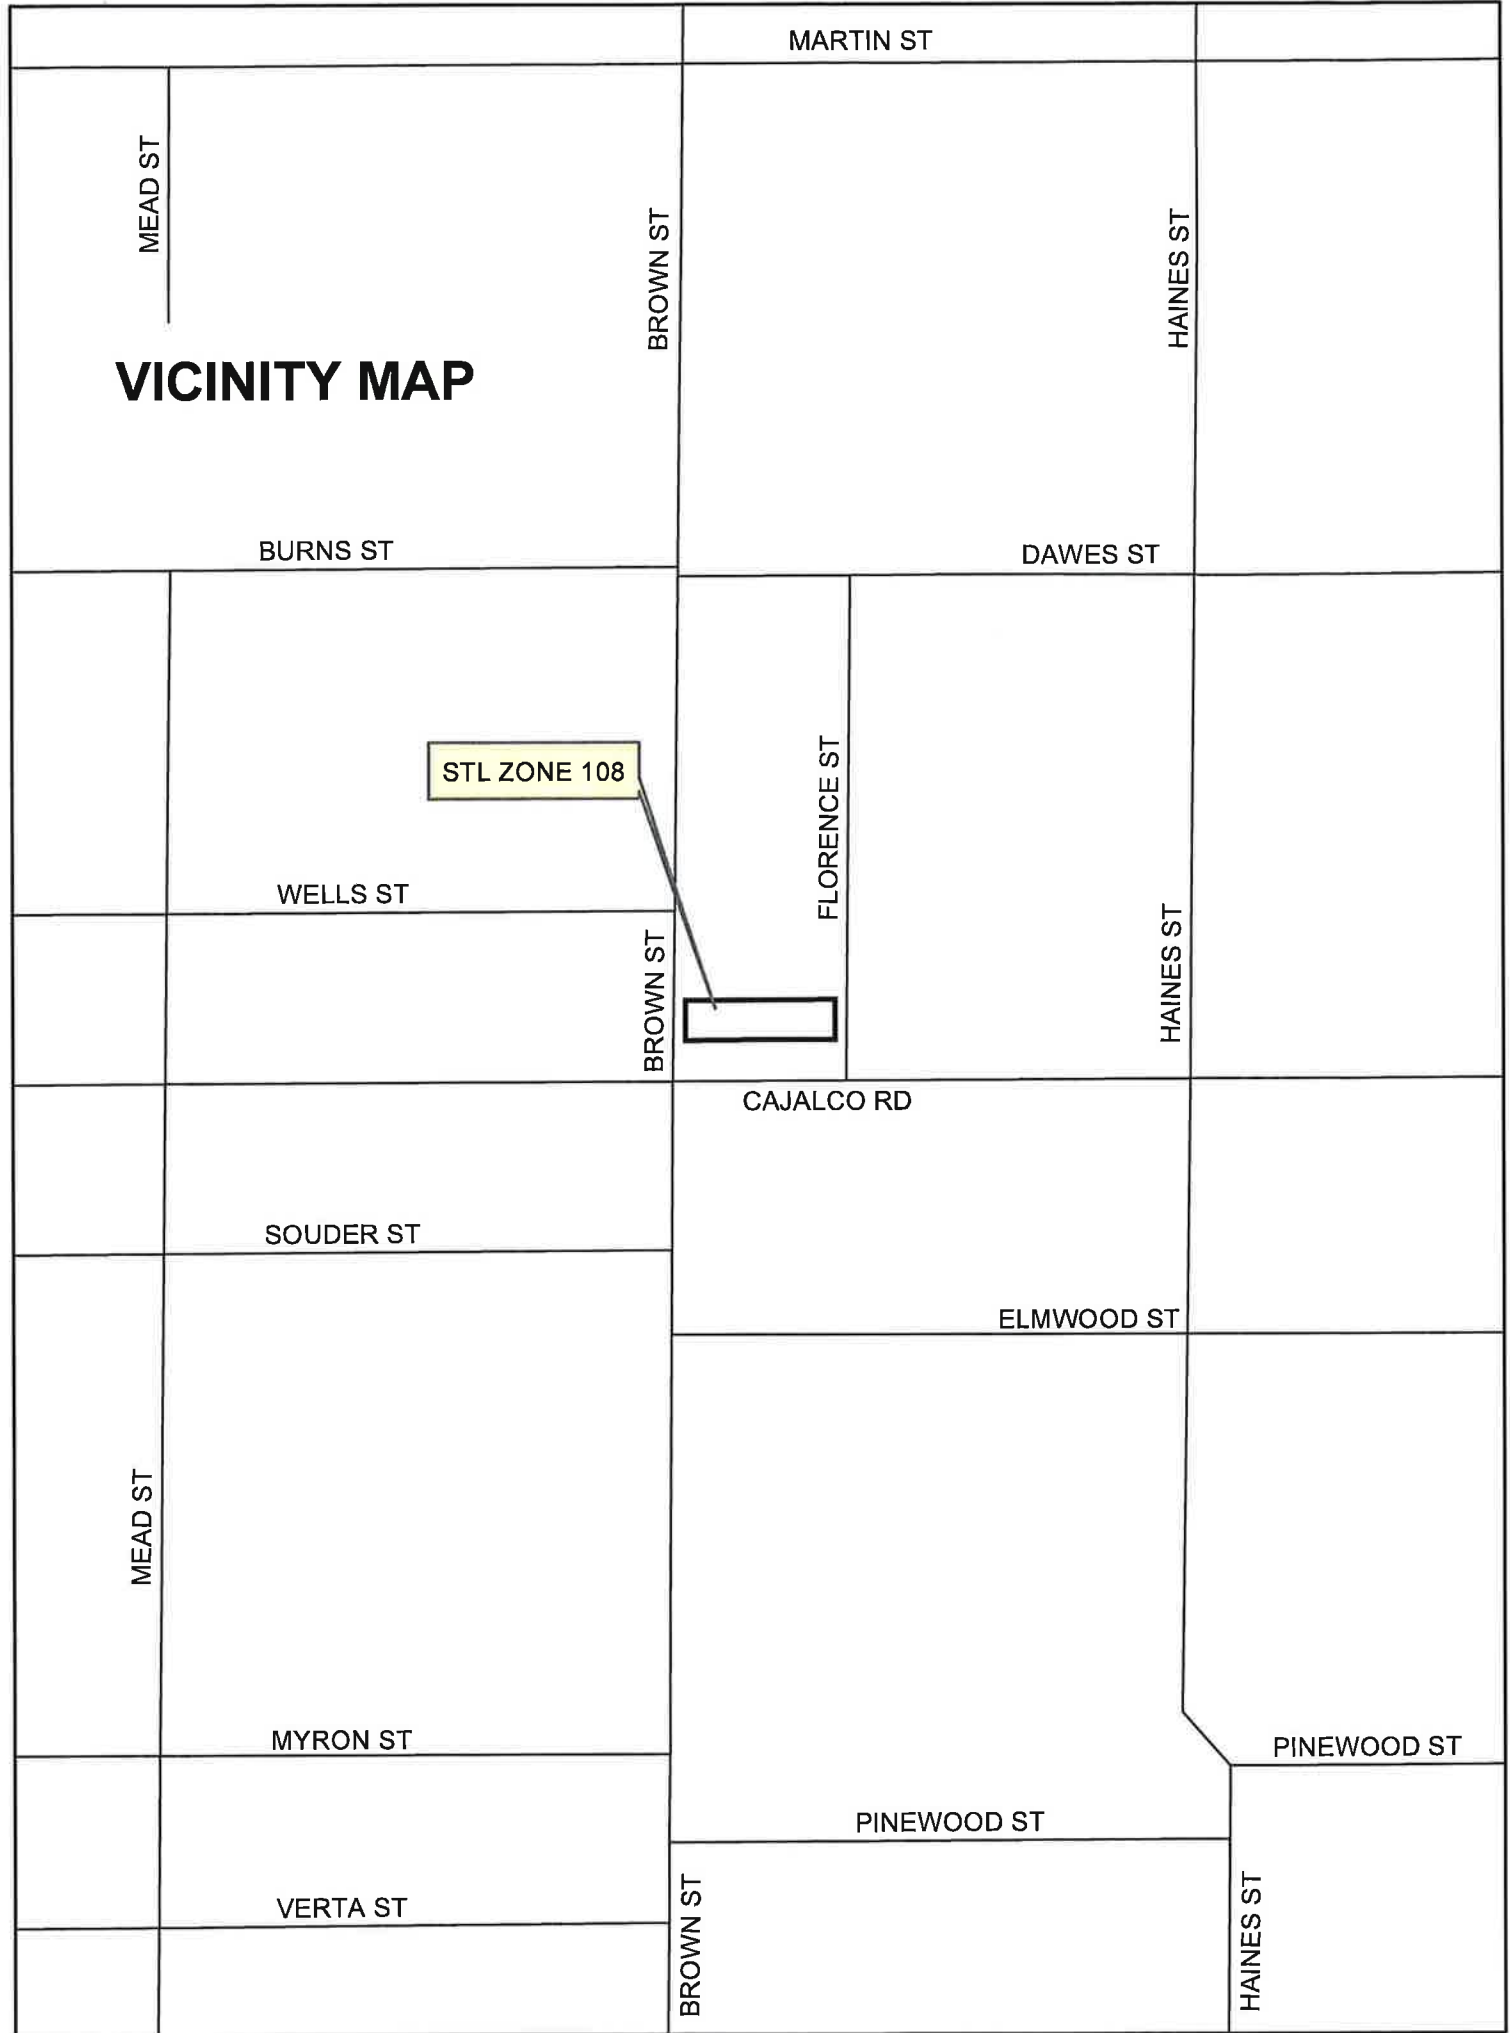 MARTIN ST
MEAD ST
BROWN ST
HAINES ST
VICINITY MAP
BURNS ST
DAWES ST
STL ZONE 108
FLORENCE ST
WELLS ST
BROWN ST
HAINES ST
CAJALCO RD
SOUDER ST
ELMWOOD ST
MEAD ST
MYRON ST
PINEWOOD ST
PINEWOOD ST
VERTA ST
BROWN ST
HAINES ST